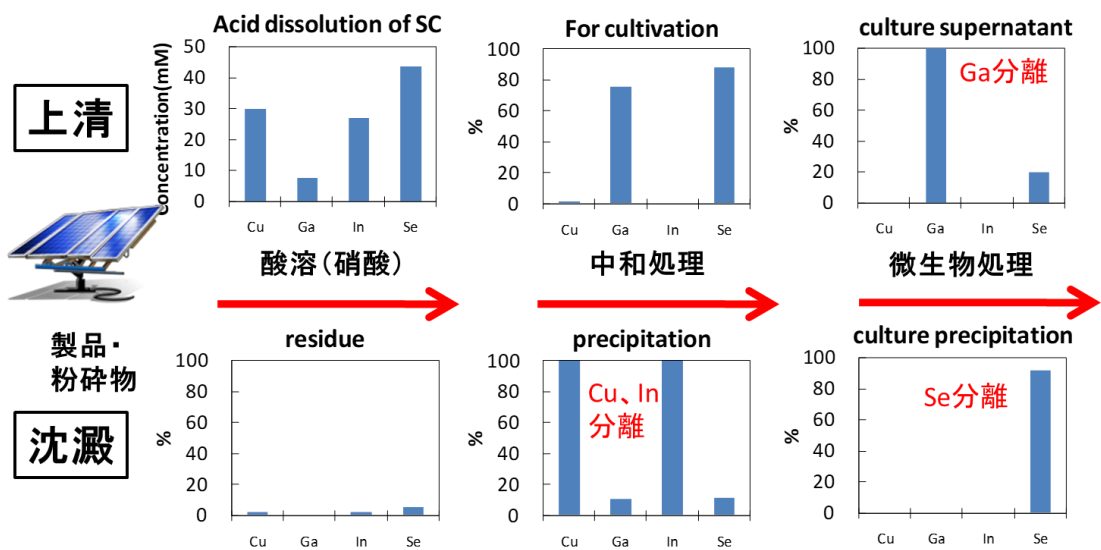 Acid dissolution of SC
Concentration(mM)
50
40
30
20
10
0
Cu Ga In Se
For cultivation
%
100
80
60
40
20
0
Cu Ga In Se
culture supernatant
%
100
80
60
40
20
0
Ga分離
Cu Ga In Se
上清
酸溶（硝酸）
中和処理
微生物処理
製品・
粉砕物
沈澱
residue
%
100
80
60
40
20
0
Cu Ga In Se
precipitation
%
100
80
60
40
20
0
Cu、In
分離
Cu Ga In Se
culture precipitation
%
100
80
60
40
20
0
Se分離
Cu Ga In Se